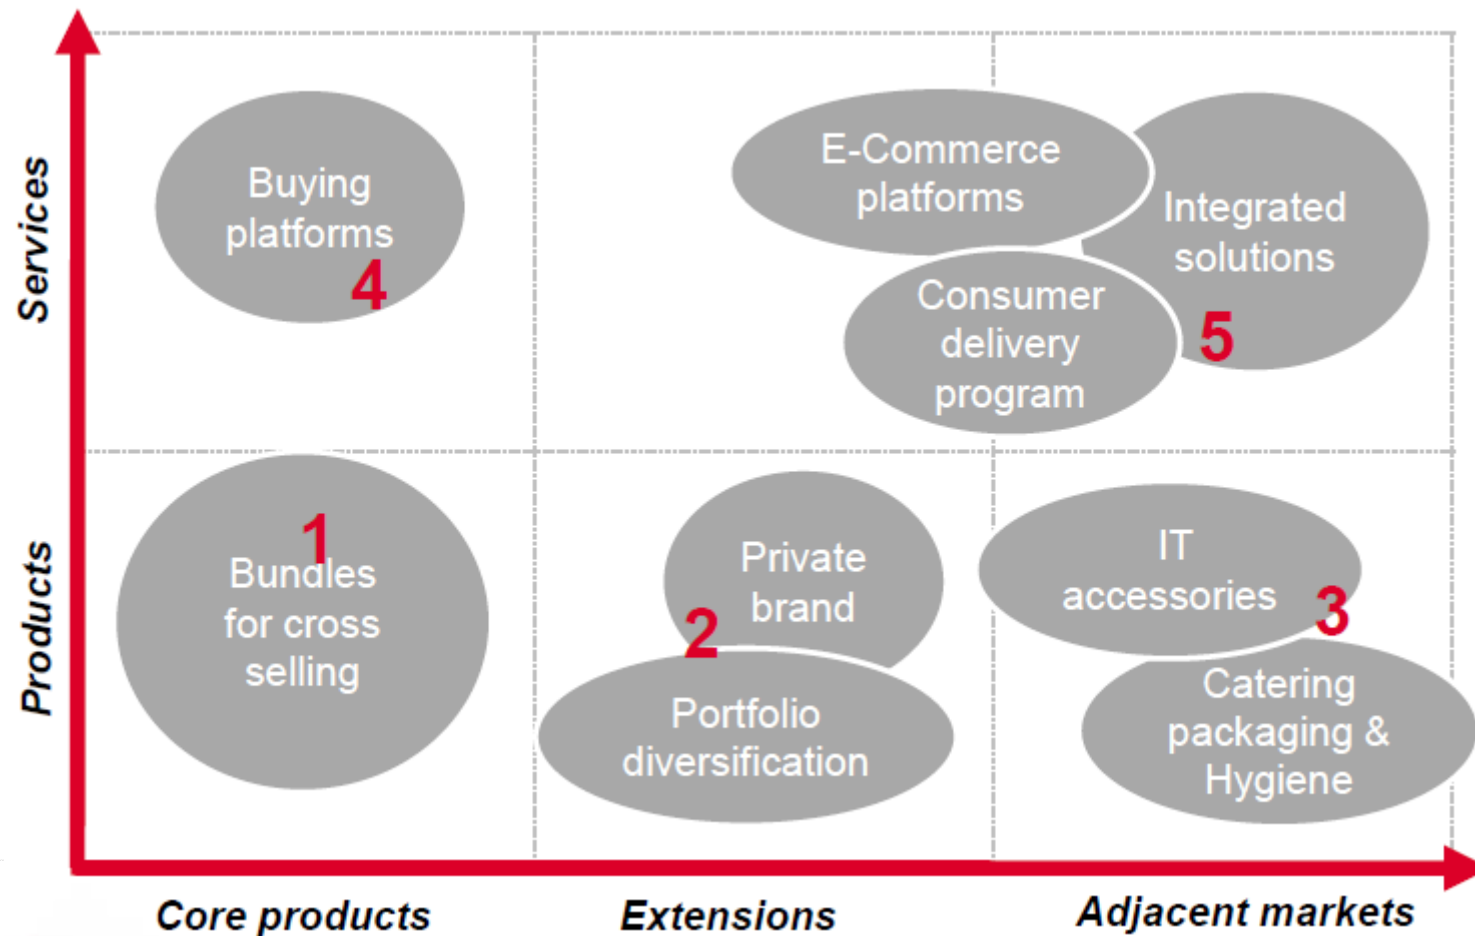 Services
Buying
platforms
4
E-Commerce
platforms
Integrated
solutions
5
Consumer
delivery
program
Products
1
Bundles
for cross
selling
Private
brand
2
Portfolio
diversification
IT
accessories
3
Catering
packaging &
Hygiene
Core products
Extensions
Adjacent markets